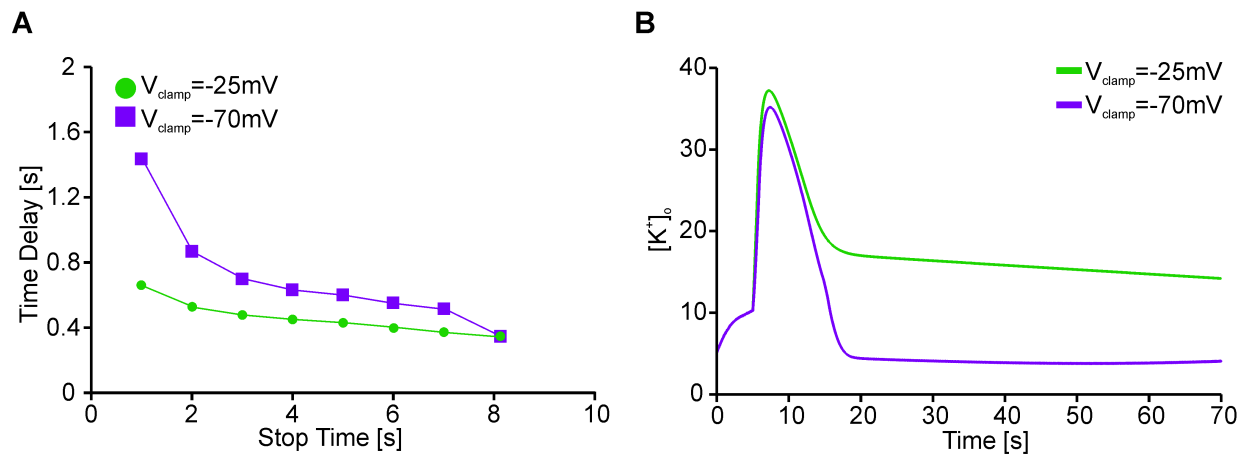 A
Time Delay [s]
2
1.6
1.2
0.8
0.4
0
Vclamp=-25mV
Vclamp=-70mV
0 2 4 6 8 10
Stop Time [s]
B
[K+]o
40
30
20
10
0
Vclamp=-25mV
Vclamp=-70mV
0 10 20 30 40 50 60 70
Time [s]